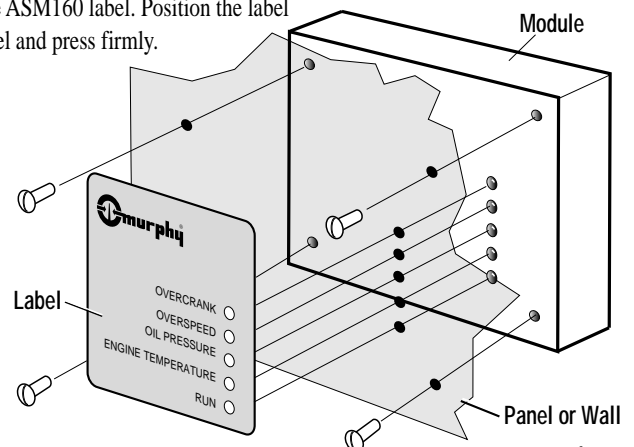 ASM160 label. Position the label
el and press firmly.
Module
murphy
OVERCRANK
OVERSPEED
OIL PRESSURE
ENGINE TEMPERATURE
RUN
Label
Panel or Wall